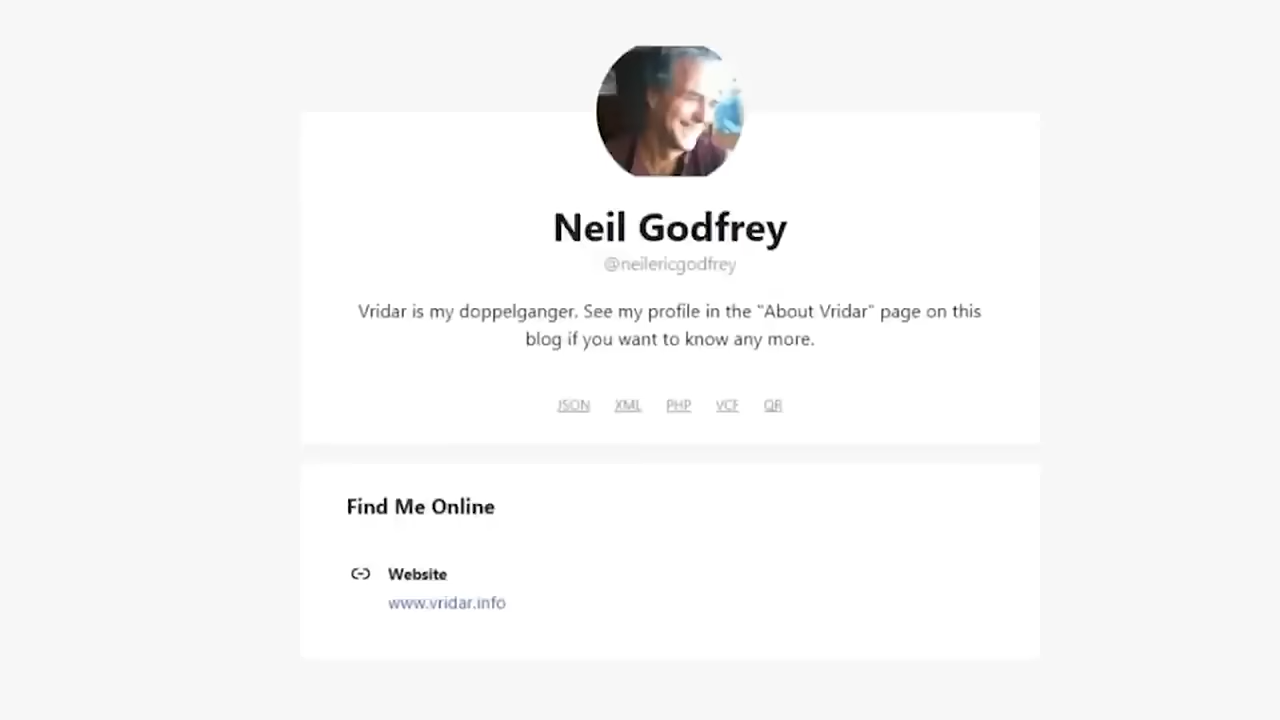 Neil Godfrey
@neilericgodfrey
Vridar is my doppelganger. See my profile in the "About Vridar" page on this
blog if you want to know any more.
JSON XML PHP VCF QR
Find Me Online
Website
www.vridar.info